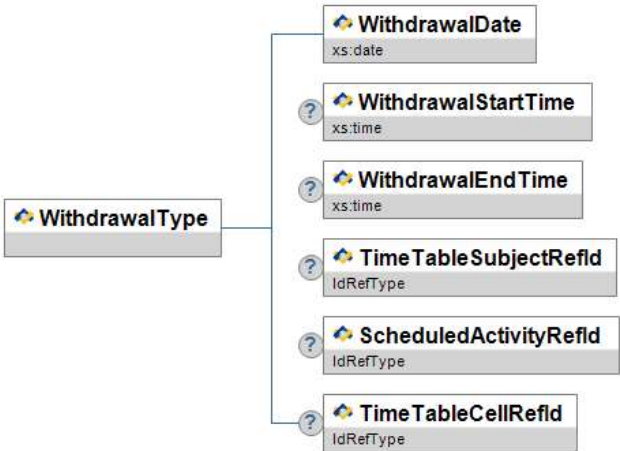 WithdrawalDate
xs:date
?
WithdrawalStartTime
xs:time
?
WithdrawalEndTime
xs:time
WithdrawalType
?
TimeTableSubjectRefId
IdRefType
?
ScheduledActivityRefId
IdRefType
?
TimeTableCellRefId
IdRefType